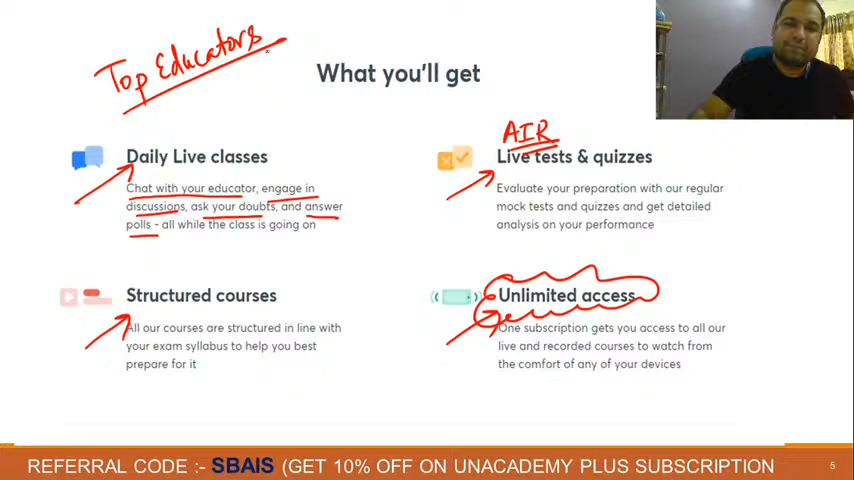 Top Educators
What you'll get
Daily Live classes
Chat with your educator, engage in
discussions, ask your doubts, and answer
polls - all while the class is going on
AIR
Live tests & quizzes
Evaluate your preparation with our regular
mock tests and quizzes and get detailed
analysis on your performance
Structured courses
All our courses are structured in line with
your exam syllabus to help you best
prepare for it
Unlimited access
One subscription gets you access to all our
live and recorded courses to watch from
the comfort of any of your devices
REFERRAL CODE :- SBAIS (GET 10% OFF ON UNACADEMY PLUS SUBSCRIPTION
5